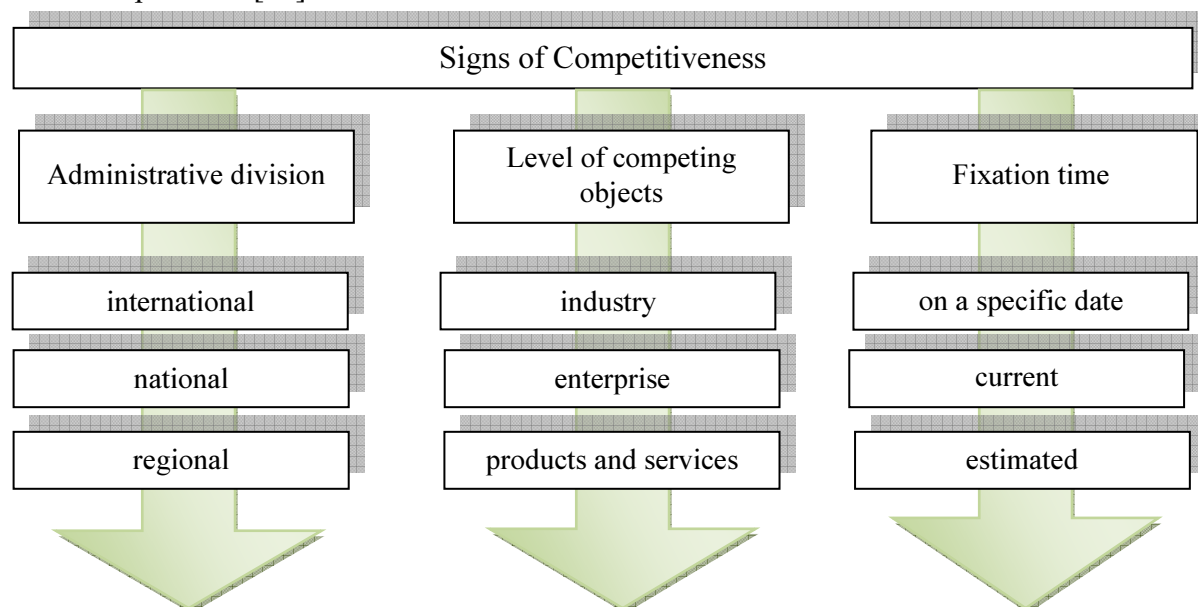 Signs of Competitiveness
Administrative division
Level of competing
objects
Fixation time
international
industry
on a specific date
national
enterprise
current
regional
products and services
estimated